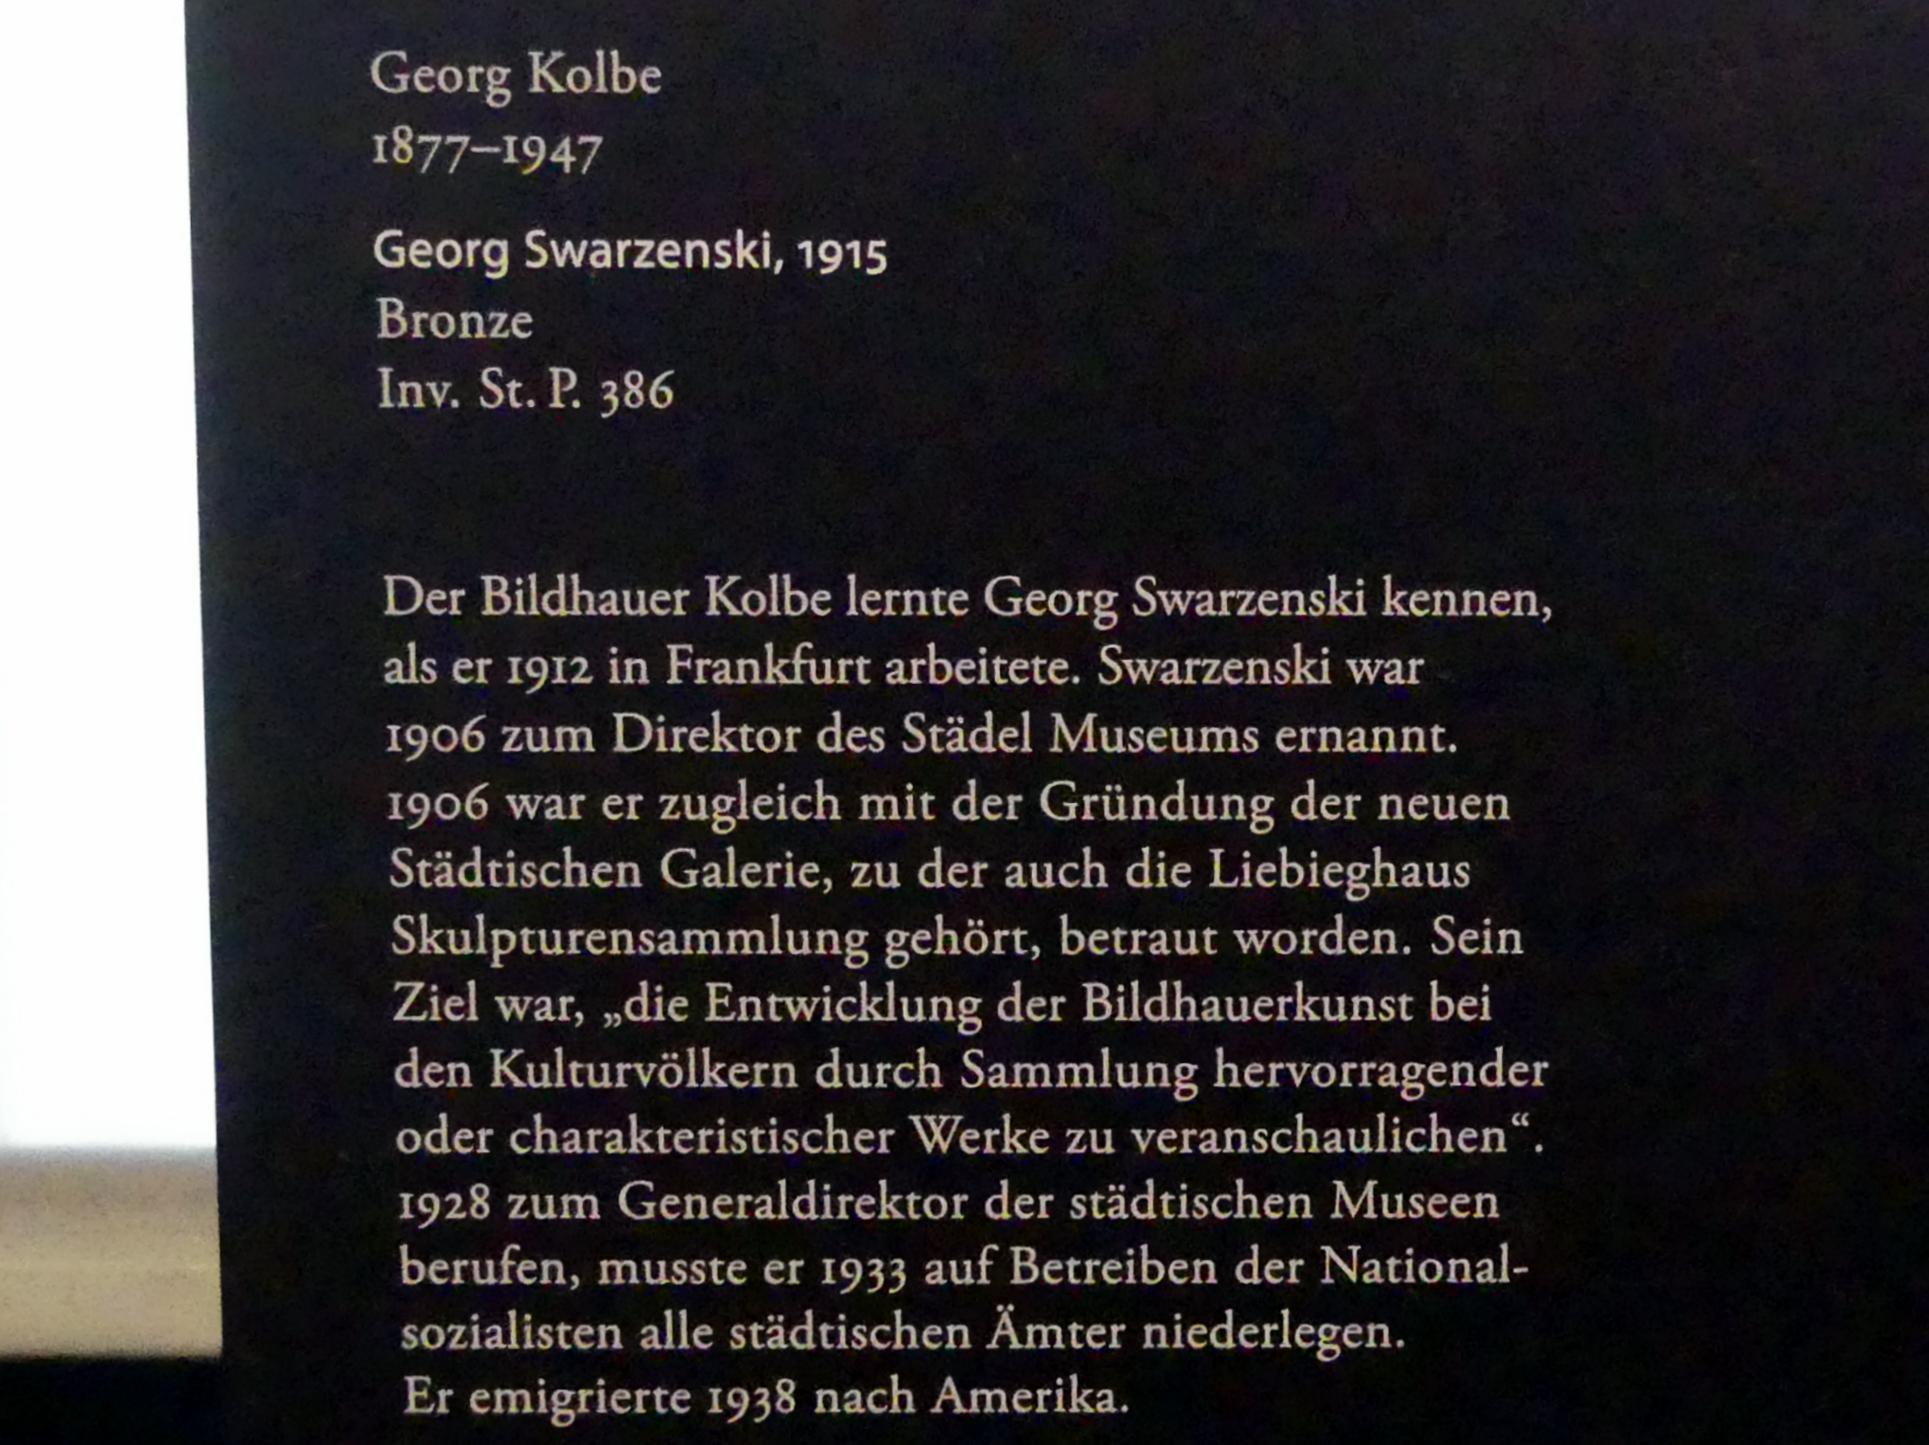 Georg Kolbe
1877–1947
Georg Swarzenski, 1915
Bronze
Inv. St. P. 386
Der Bildhauer Kolbe lernte Georg Swarzenski kennen,
als er 1912 in Frankfurt arbeitete. Swarzenski war
1906 zum Direktor des Städel Museums ernannt.
1906 war er zugleich mit der Gründung der neuen
Städtischen Galerie, zu der auch die Liebieghaus
Skulpturensammlung gehört, betraut worden. Sein
Ziel war, „die Entwicklung der Bildhauerkunst bei
den Kulturvölkern durch Sammlung hervorragender
oder charakteristischer Werke zu veranschaulichen“.
1928 zum Generaldirektor der städtischen Museen
berufen, musste er 1933 auf Betreiben der National-
sozialisten alle städtischen Ämter niederlegen.
Er emigrierte 1938 nach Amerika.